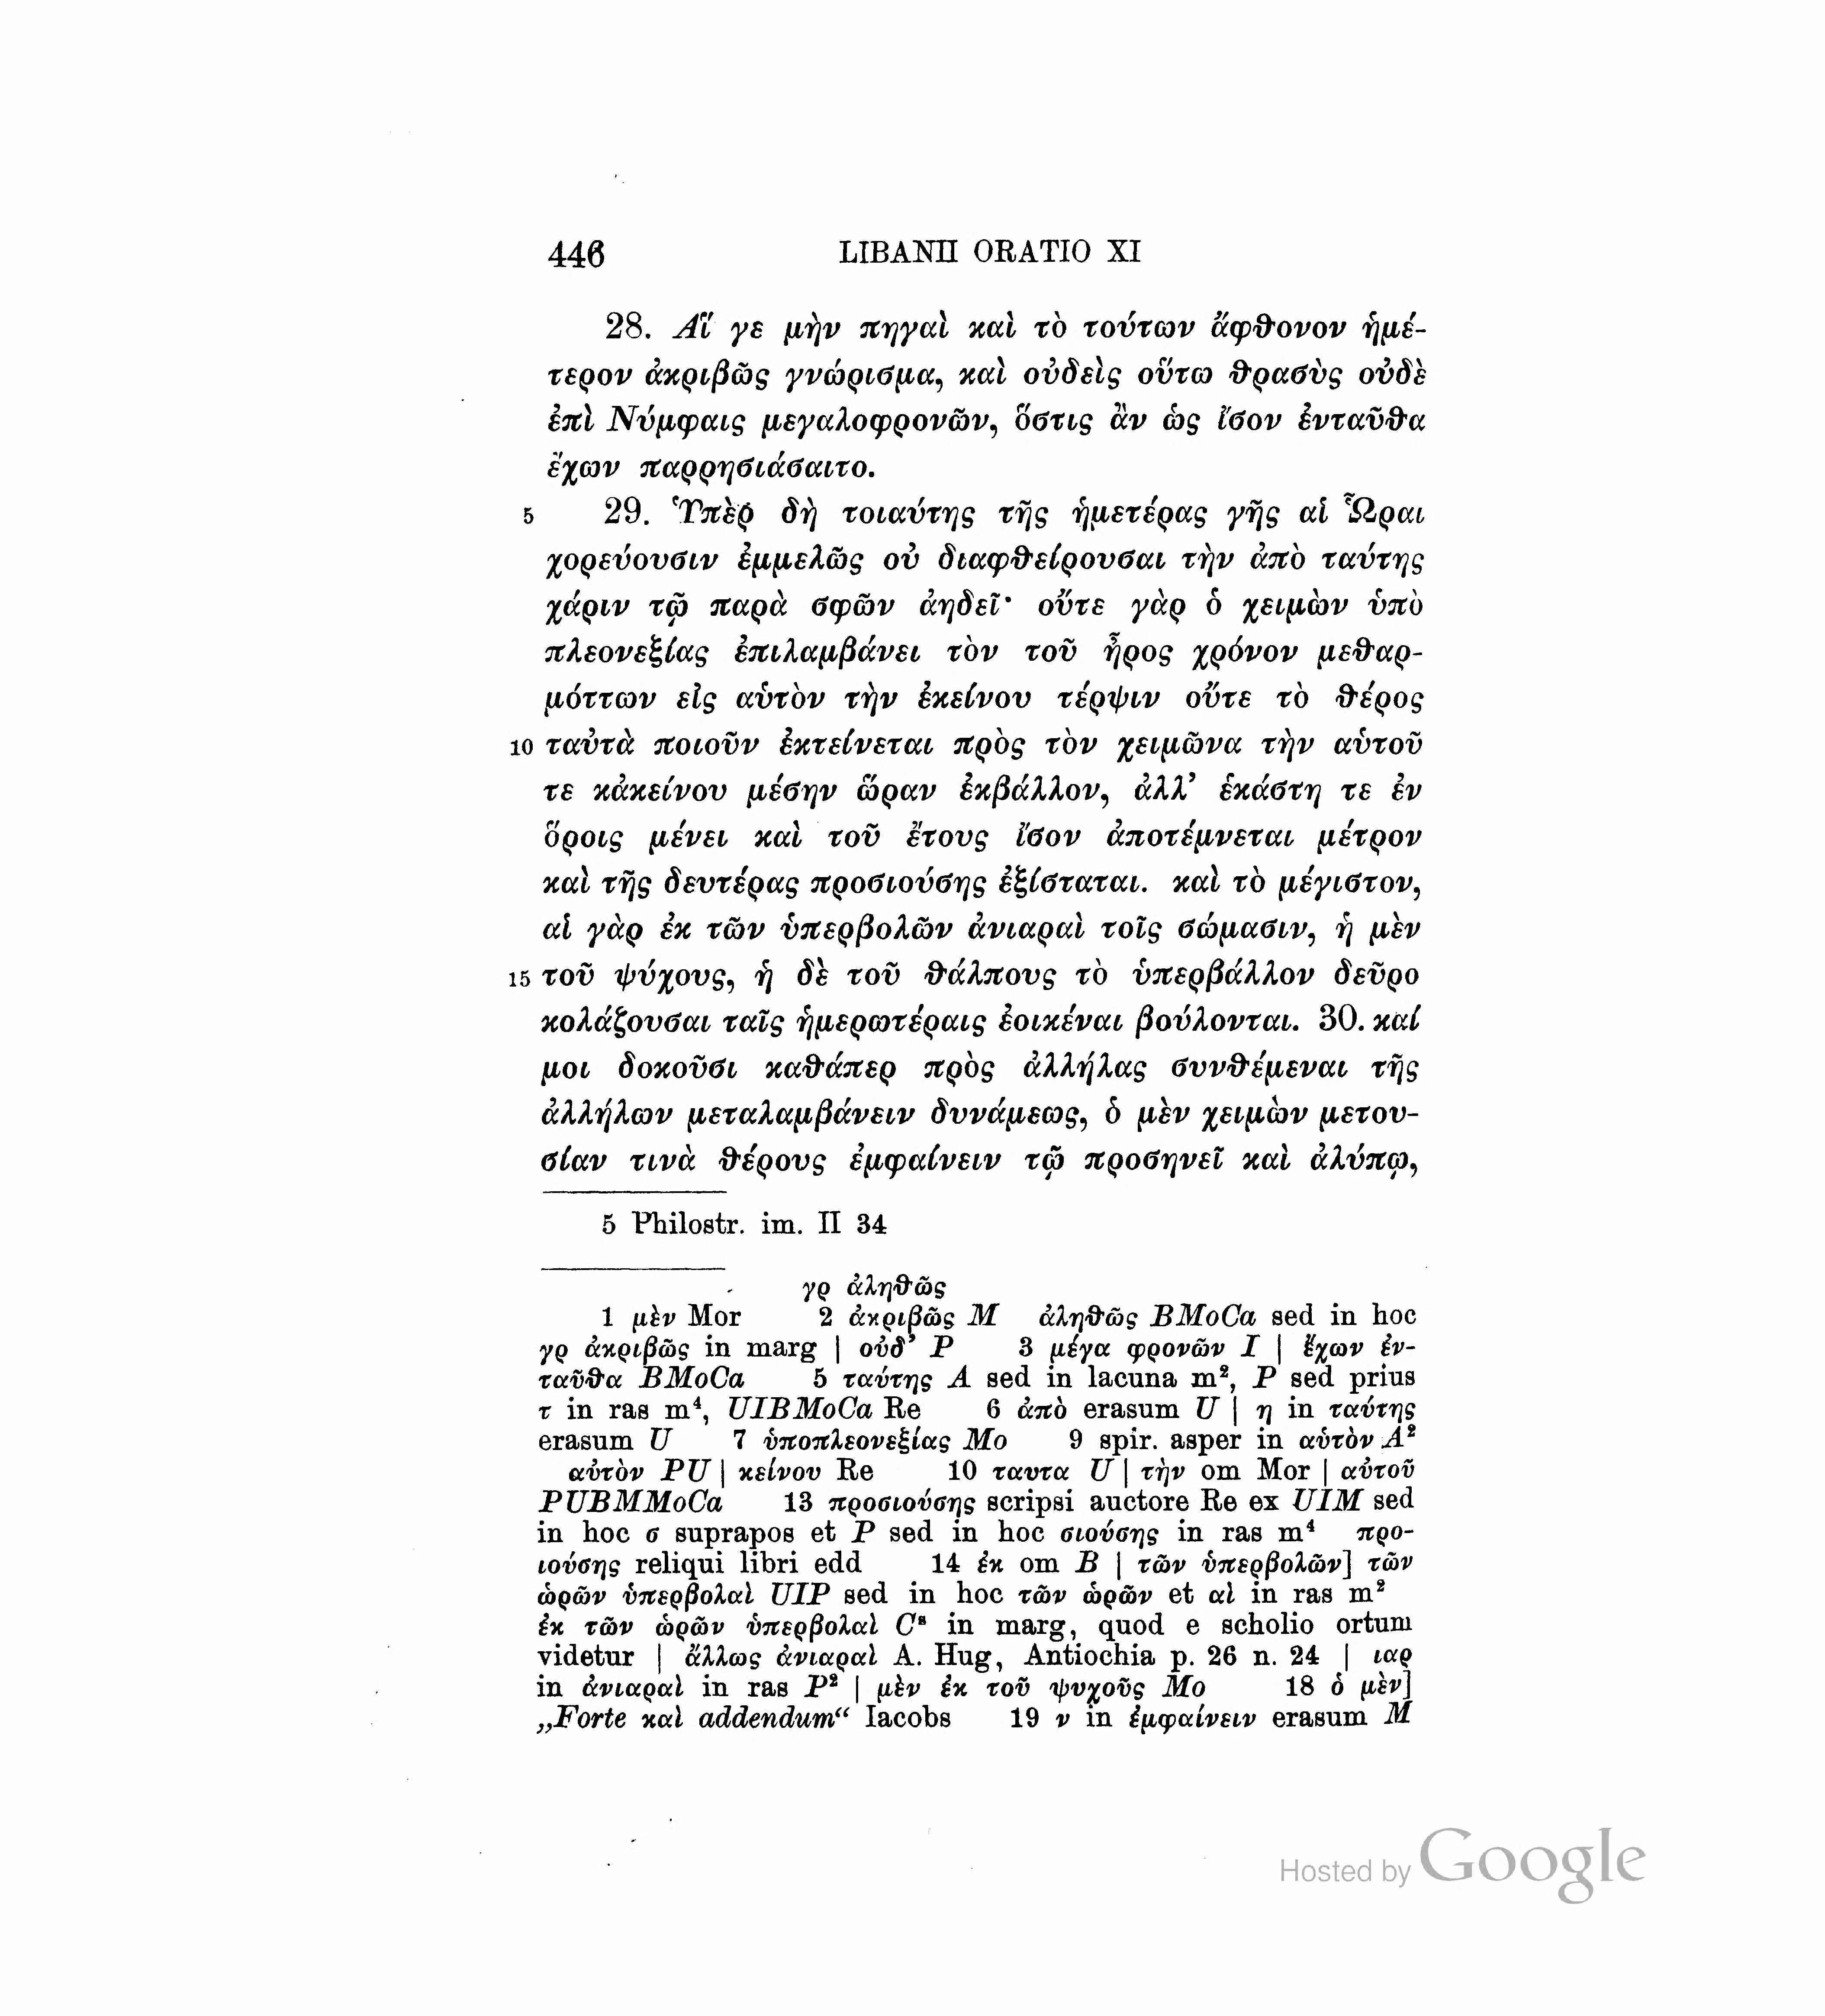 446 LIBANII ORATIO XI
28. Αἵ γε μὴν πηγαὶ καὶ τὸ τούτων ἄφθονον ἡμέ-
τερον ἀκριβῶς γνώρισμα, καὶ οὐδεὶς οὕτω θρασὺς οὐδὲ
ἐπὶ Νύμφαις μεγαλοφρονῶν, ὅστις ἂν ὡς ἴσον ἐνταῦθα
ἔχων παρρησιάσαιτο.
5 29. Ὑπὲρ δὴ τοιαύτης τῆς ἡμετέρας γῆς αἱ Ὧραι
χορεύουσιν ἐμμελῶς οὐ διαφθείρουσαι τὴν ἀπὸ ταύτης
χάριν τῷ παρὰ σφῶν ἀηδεῖ· οὔτε γὰρ ὁ χειμὼν ὑπὸ
πλεονεξίας ἐπιλαμβάνει τὸν τοῦ ἦρος χρόνον μεθαρ-
μόττων εἰς αὑτὸν τὴν ἐκείνου τέρψιν οὔτε τὸ θέρος
10 ταὐτὰ ποιοῦν ἐκτείνεται πρὸς τὸν χειμῶνα τὴν αὑτοῦ
τε κἀκείνου μέσην ὥραν ἐκβάλλον, ἀλλ’ ἑκάστη τε ἐν
ὅροις μένει καὶ τοῦ ἔτους ἴσον ἀποτέμνεται μέτρον
καὶ τῆς δευτέρας προσιούσης ἐξίσταται. καὶ τὸ μέγιστον,
αἱ γὰρ ἐκ τῶν ὑπερβολῶν ἀνιαραὶ τοῖς σώμασιν, ἡ μὲν
15 τοῦ ψύχους, ἡ δὲ τοῦ θάλπους τὸ ὑπερβάλλον δεῦρο
κολάζουσαι ταῖς ἡμερωτέραις ἐοικέναι βούλονται. 30. καί
μοι δοκοῦσι καθάπερ πρὸς ἀλλήλας συνθέμεναι τῆς
ἀλλήλων μεταλαμβάνειν δυνάμεως, ὁ μὲν χειμὼν μετου-
σίαν τινὰ θέρους ἐμφαίνειν τῷ προσηνεῖ καὶ ἀλύπῳ,
5 Philostr. im. II 34
γρ ἀληθῶς
1 μὲν Mor 2 ἀκριβῶς M ἀληθῶς BMoCa sed in hoc
γρ ἀκριβῶς in marg | οὐδ’ P 3 μέγα φρονῶν I | ἔχων ἐν-
ταῦθα BMoCa 5 ταύτης A sed in lacuna m², P sed prius
τ in ras m⁴, UIBMoCa Re 6 ἀπὸ erasum U | η in ταύτης
erasum U 7 ὑποπλεονεξίας Mo 9 spir. asper in αὑτὸν A²
αὐτὸν PU | κείνου Re 10 ταυτα U | τὴν om Mor | αὐτοῦ
PUBMMoCa 13 προσιούσης scripsi auctore Re ex UIM sed
in hoc σ suprapos et P sed in hoc σιούσης in ras m⁴ προ-
ιούσης reliqui libri edd 14 ἐκ om B | τῶν ὑπερβολῶν] τῶν
ὡρῶν ὑπερβολαὶ UIP sed in hoc τῶν ὡρῶν et αὶ in ras m²
ἐκ τῶν ὡρῶν ὑπερβολαὶ Cˢ in marg, quod e scholio ortum
videtur | ἄλλως ἀνιαραὶ A. Hug, Antiochia p. 26 n. 24 | ιαρ
in ἀνιαραὶ in ras P² | μὲν ἐκ τοῦ ψυχοῦς Mo 18 ὁ μὲν]
„Forte καὶ addendum“ Iacobs 19 ν in ἐμφαίνειν erasum M
Hosted by Google